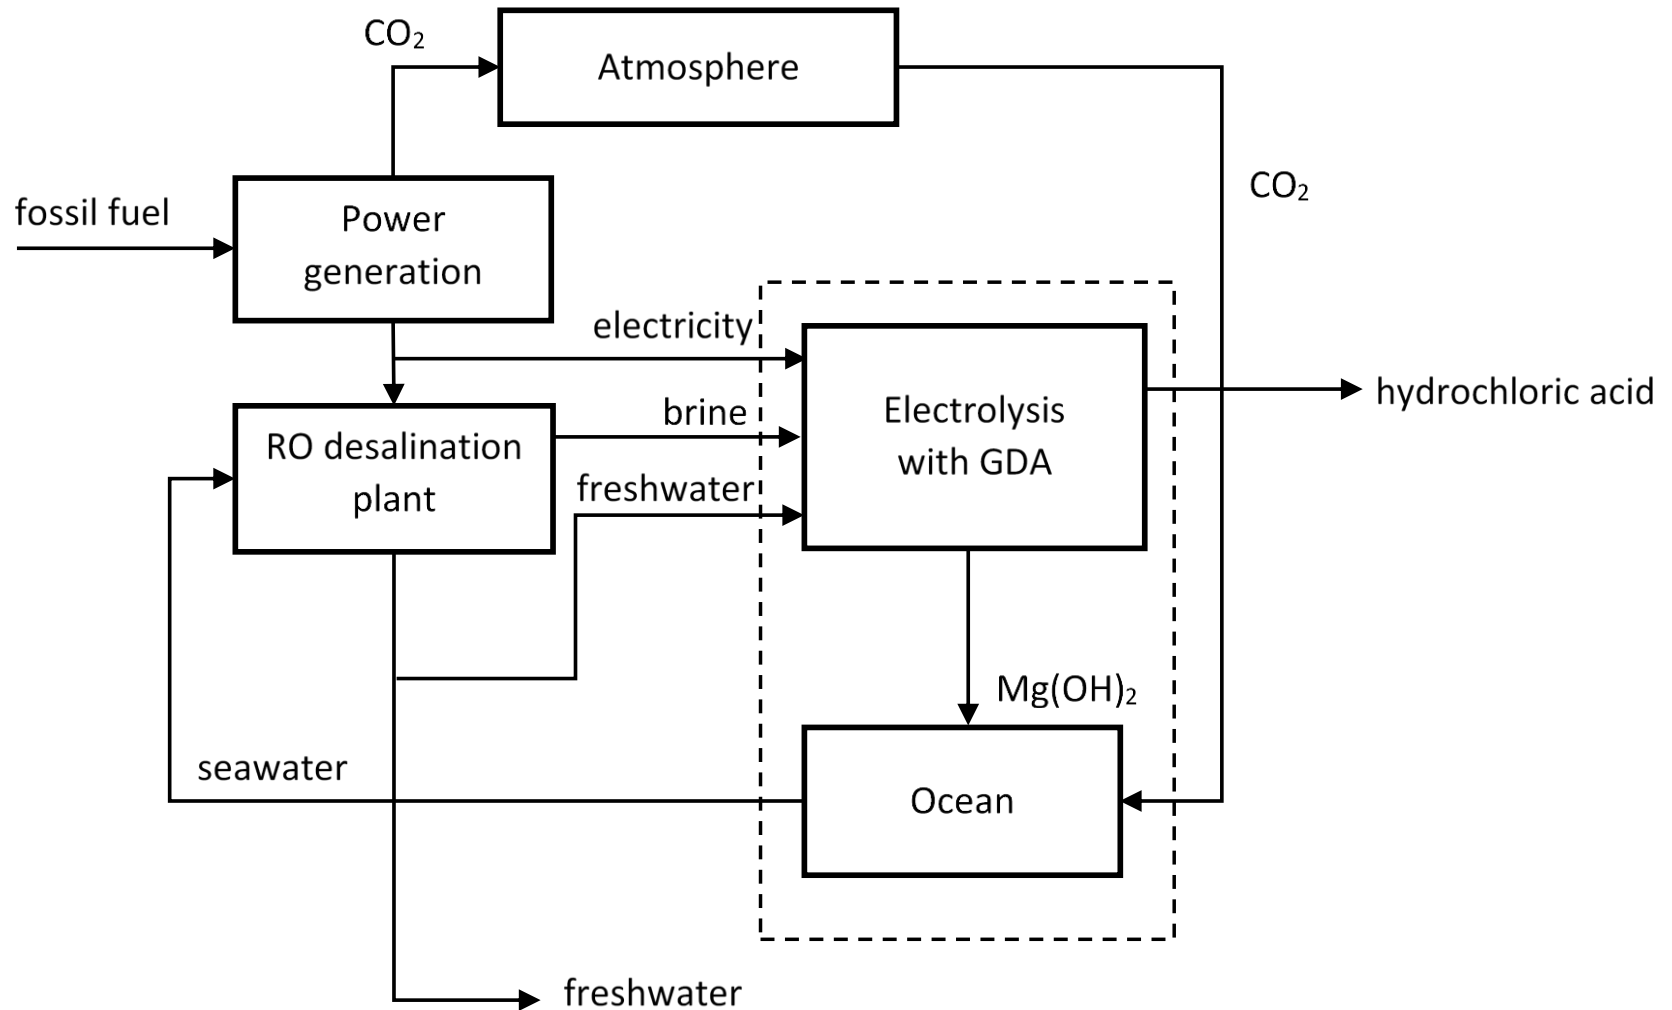 CO₂
Atmosphere
CO₂
fossil fuel
Power
generation
electricity
brine
freshwater
RO desalination
plant
Electrolysis
with GDA
hydrochloric acid
Mg(OH)₂
seawater
Ocean
freshwater